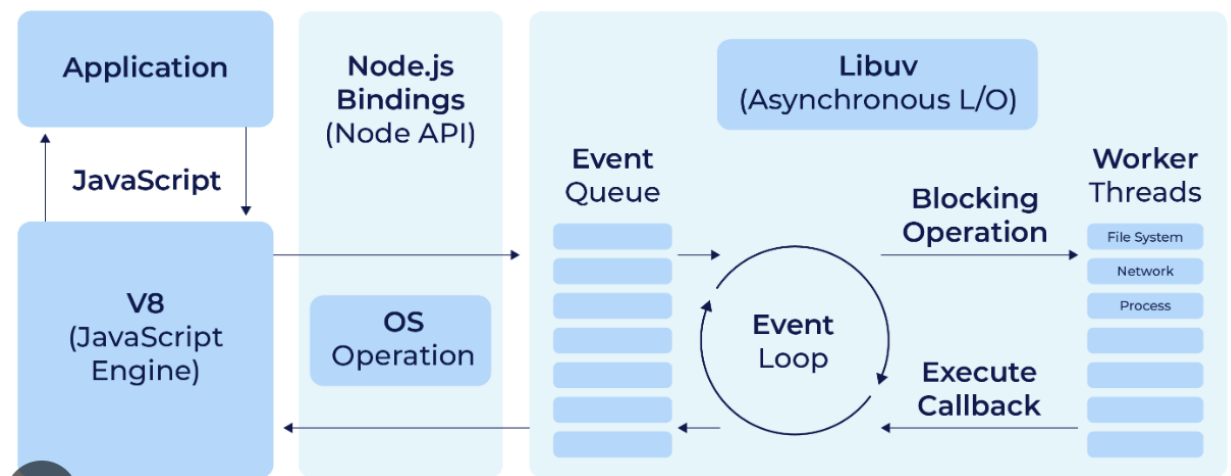 Application
JavaScript
V8
(JavaScript
Engine)
Node.js
Bindings
(Node API)
OS
Operation
Libuv
(Asynchronous L/O)
Event
Queue
Event
Loop
Blocking
Operation
Execute
Callback
Worker
Threads
File System
Network
Process